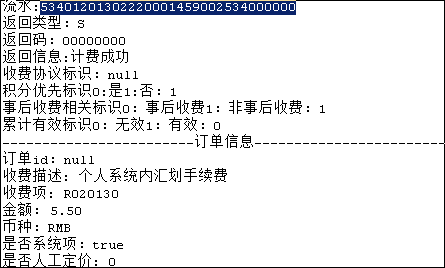 流水:534012013022200014590025340000000
返回类型: S
返回码: 00000000
返回信息:计费成功
收费协议标识: null
积分优先标识0:是1:否: 1
事后收费相关标识0: 事后收费1: 非事后收费: 1
累计有效标识0: 无效1: 有效: 0
------------------------订单信息------------------------
订单id: null
收费描述: 个人系统内汇划手续费
收费项: R020130
金额: 5.50
币种: RMB
是否系统项: true
是否人工定价: 0